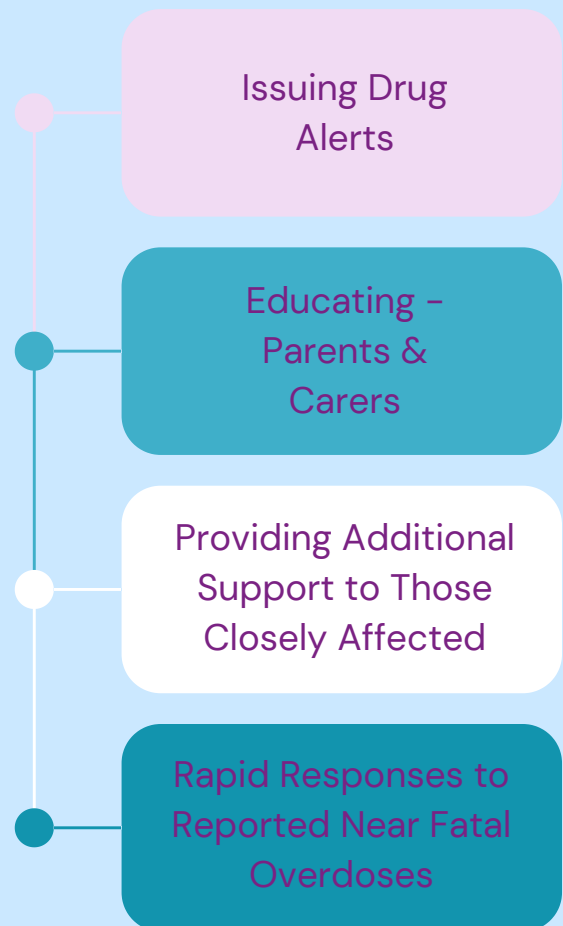 Issuing Drug
Alerts
Educating -
Parents &
Carers
Providing Additional
Support to Those
Closely Affected
Rapid Responses to
Reported Near Fatal
Overdoses